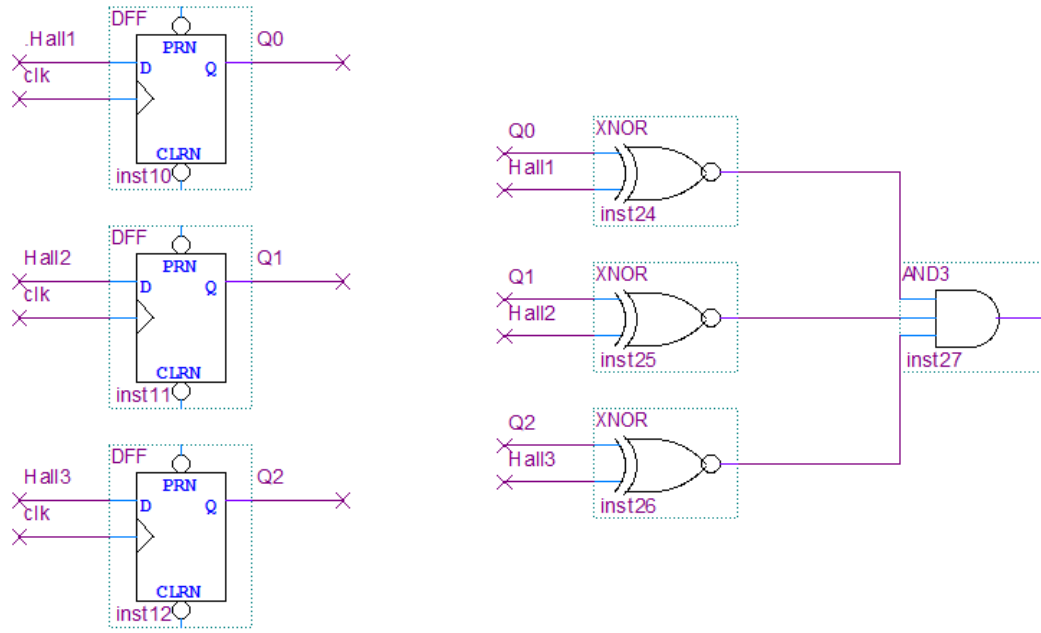 DFF
.Hall1
clk
PRN
D
Q
CLRN
Q0
inst10
DFF
Hall2
clk
PRN
D
Q
CLRN
Q1
inst11
DFF
Hall3
clk
PRN
D
Q
CLRN
Q2
inst12
XNOR
Q0
Hall1
inst24
XNOR
Q1
Hall2
inst25
XNOR
Q2
Hall3
inst26
AND3
inst27